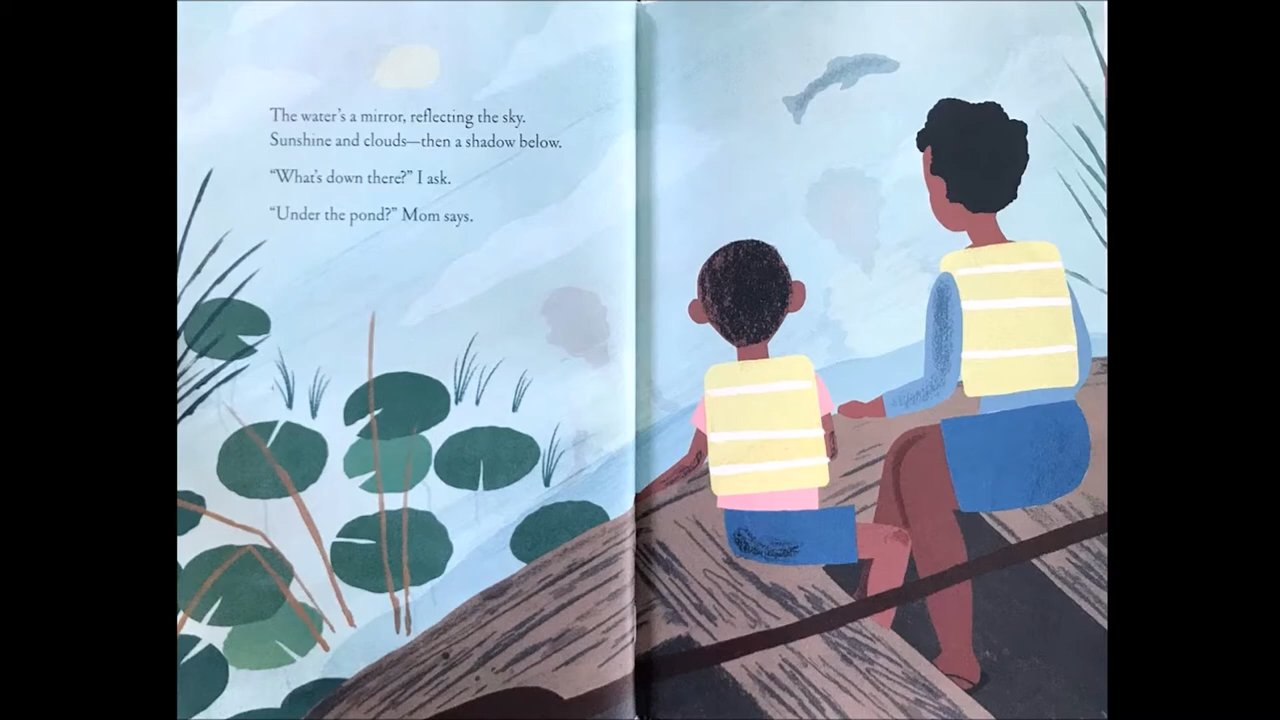 The water's a mirror, reflecting the sky.
Sunshine and clouds—then a shadow below.
“What's down there?” I ask.
“Under the pond?” Mom says.